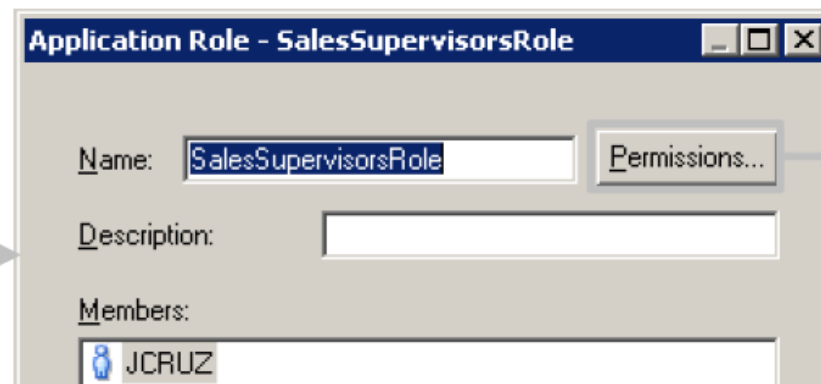 Application Role - SalesSupervisorsRole
Name: SalesSupervisorsRole Permissions...
Description:
Members:
JCRUZ